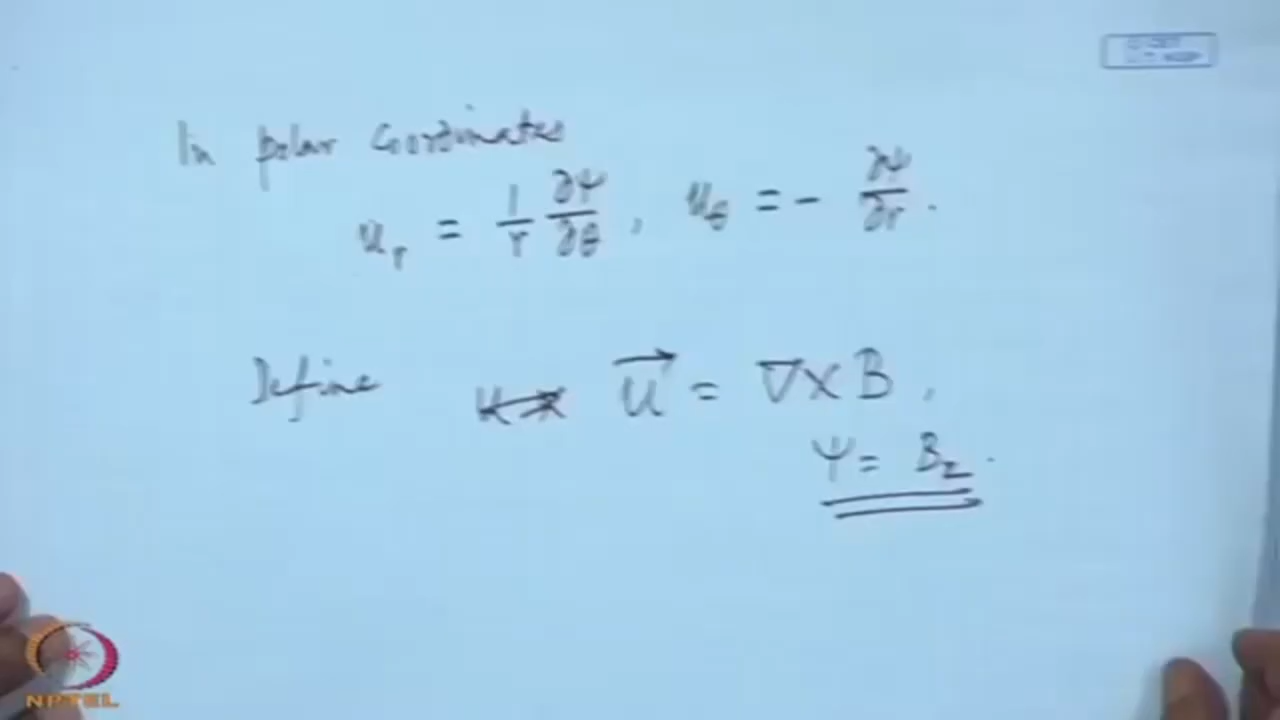 In polar coordinates
u_r = 1/r ∂Ψ/∂θ, u_θ = - ∂Ψ/∂r.
Define u⃗ = ∇×B,
Ψ = B_z.
NPTEL